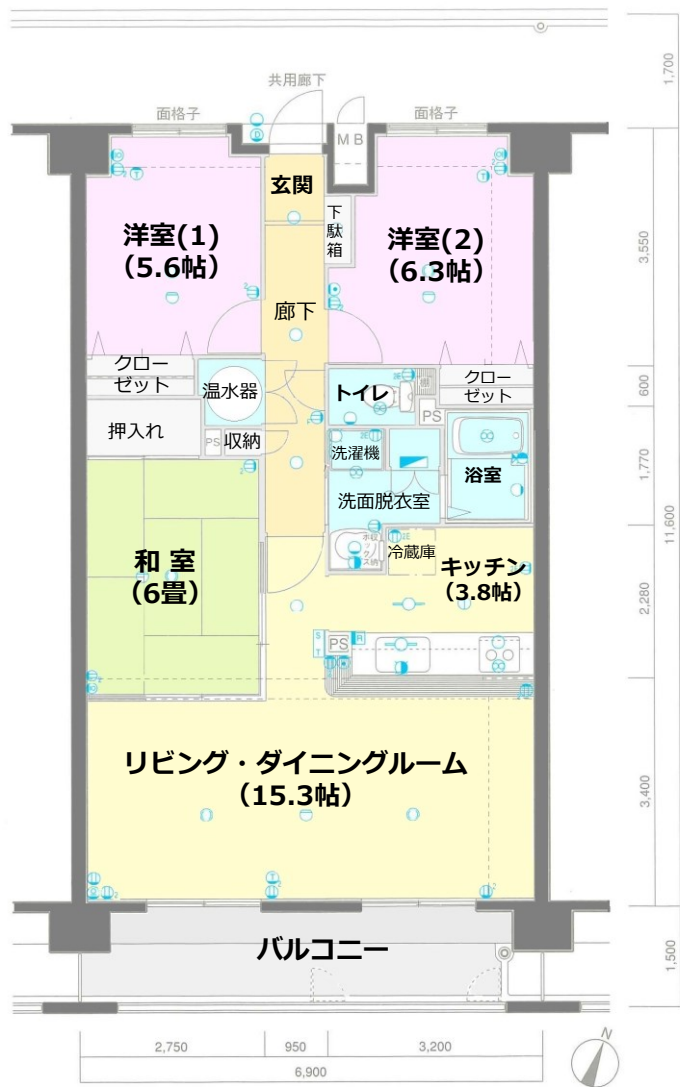 共用廊下
1,700
面格子
MB
面格子
玄関
洋室(1)
（5.6帖）
下駄箱
洋室(2)
（6.3帖）
3,550
廊下
クロー
ゼット
温水器
トイレ
棚
クロー
ゼット
600
押入れ
PS
収納
PS
洗濯機
浴室
1,770
洗面脱衣室
11,600
和 室
（6畳）
冷蔵庫
キッチン
（3.8帖）
2,280
S
T
PS
リビング・ダイニングルーム
（15.3帖）
3,400
バルコニー
1,500
2,750
950
3,200
6,900
N